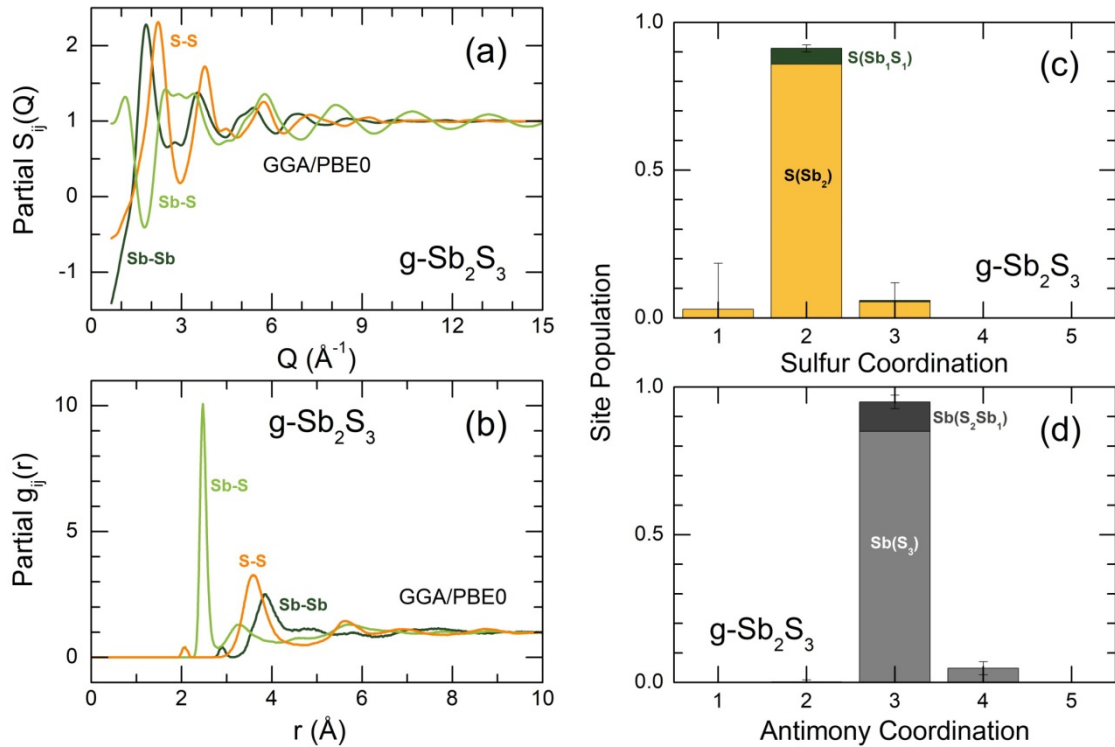 (a)
2
1
0
-1
Partial Sᵢⱼ(Q)
S-S
Sb-S
Sb-Sb
GGA/PBE0
g-Sb₂S₃
0 3 6 9 12 15
Q (Å⁻¹)
(b)
10
5
0
Partial gᵢⱼ(r)
g-Sb₂S₃
Sb-S
S-S
Sb-Sb
GGA/PBE0
0 2 4 6 8 10
r (Å)
Site Population
(c)
1.0
0.5
0.0
S(Sb₁S₁)
S(Sb₂)
g-Sb₂S₃
1 2 3 4 5
Sulfur Coordination
(d)
1.0
0.5
0.0
Sb(S₂Sb₁)
Sb(S₃)
g-Sb₂S₃
1 2 3 4 5
Antimony Coordination